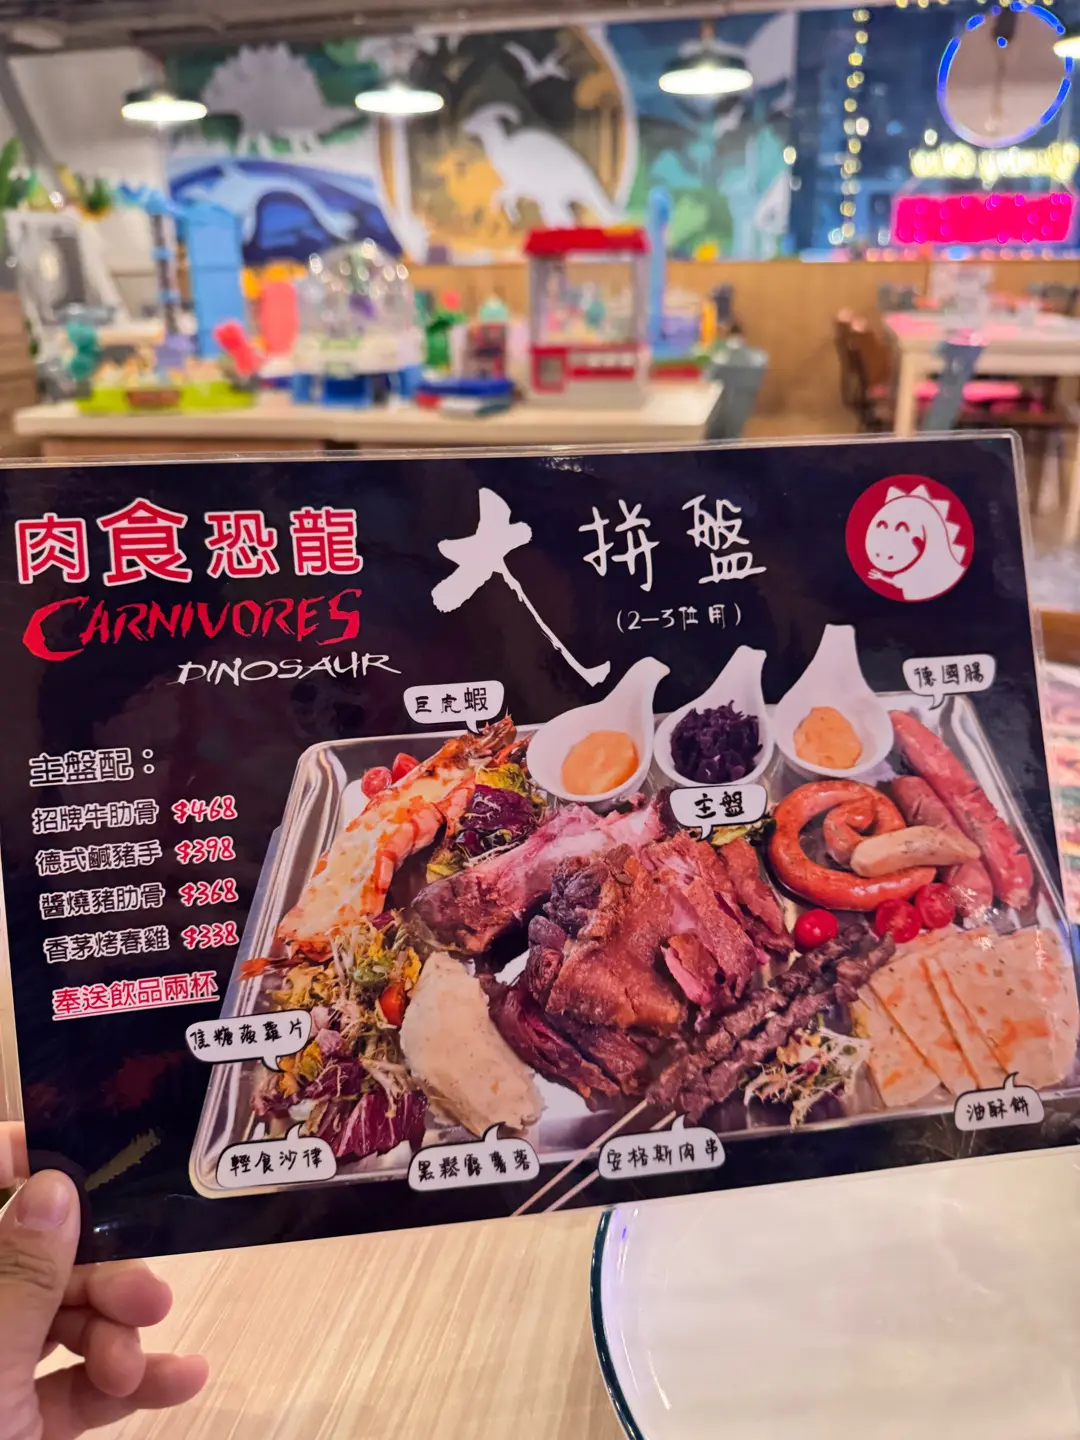 肉食恐龍
CARNIVORES
DINOSAUR
大拼盤
(2-3位用)
主盤配：
招牌牛肋骨 $468
德式鹹豬手 $398
醬燒豬肋骨 $368
香茅烤春雞 $338
奉送飲品兩杯
巨虎蝦
德國腸
主盤
焦糖菠蘿片
輕食沙律
黑鬆露薯蓉
安格斯肉串
油酥餅